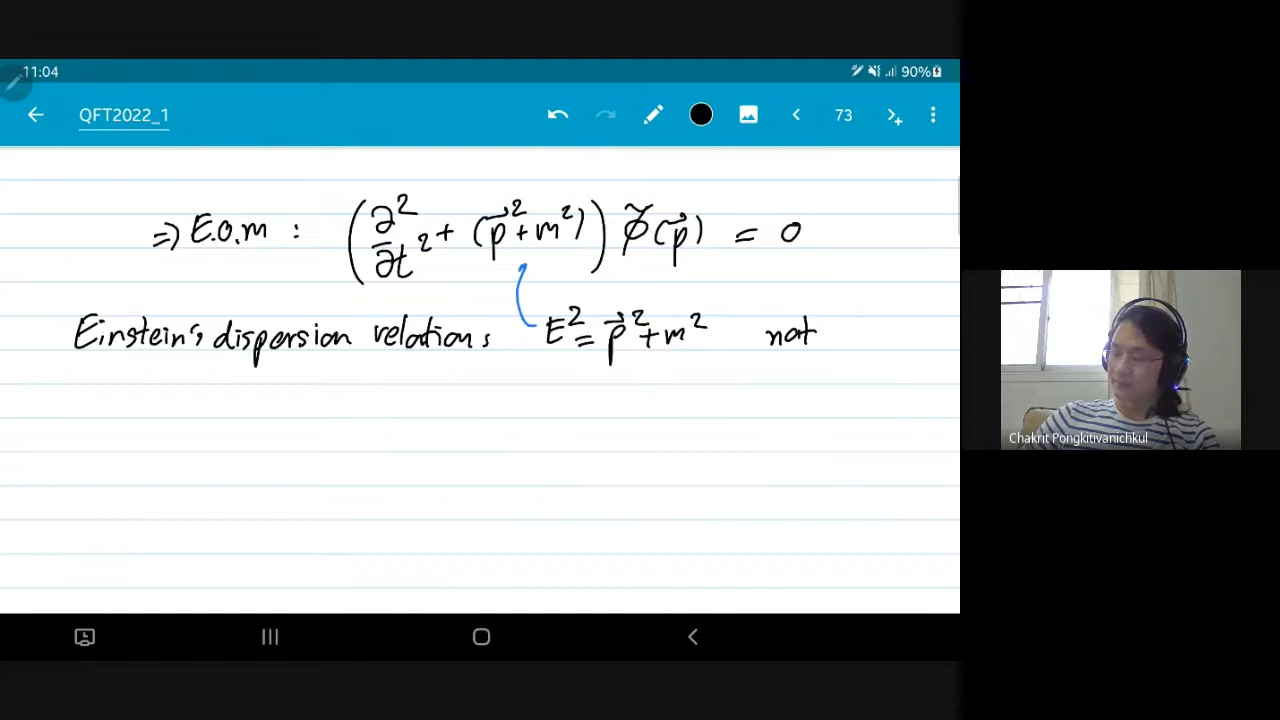 11:04 90%
QFT2022_1 73
=> E.O.M : (∂²/∂t² + (p⃗² + m²)) φ̃(p⃗) = 0
Einstein's dispersion relation: E² = p⃗² + m² not
Chakrit Pongkitivanichkul